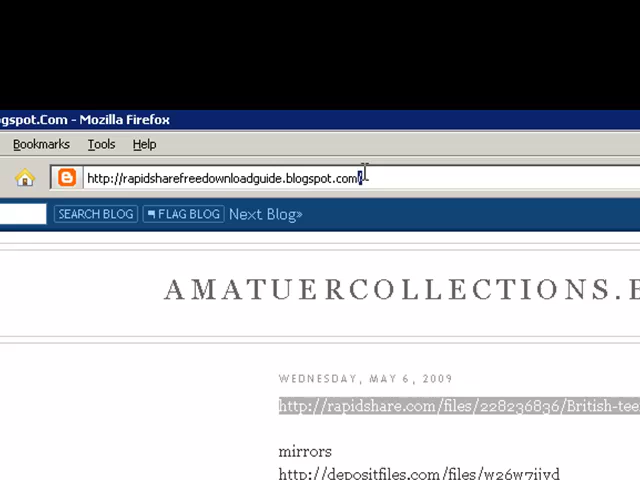 gspot.Com - Mozilla Firefox
Bookmarks Tools Help
http://rapidsharefreedownloadguide.blogspot.com/
SEARCH BLOG FLAG BLOG Next Blog»
AMATUERCOLLECTIONS.B
WEDNESDAY, MAY 6, 2009
http://rapidshare.com/files/228236836/British-tee
mirrors
http://depositfiles.com/files/w26w7jjyd